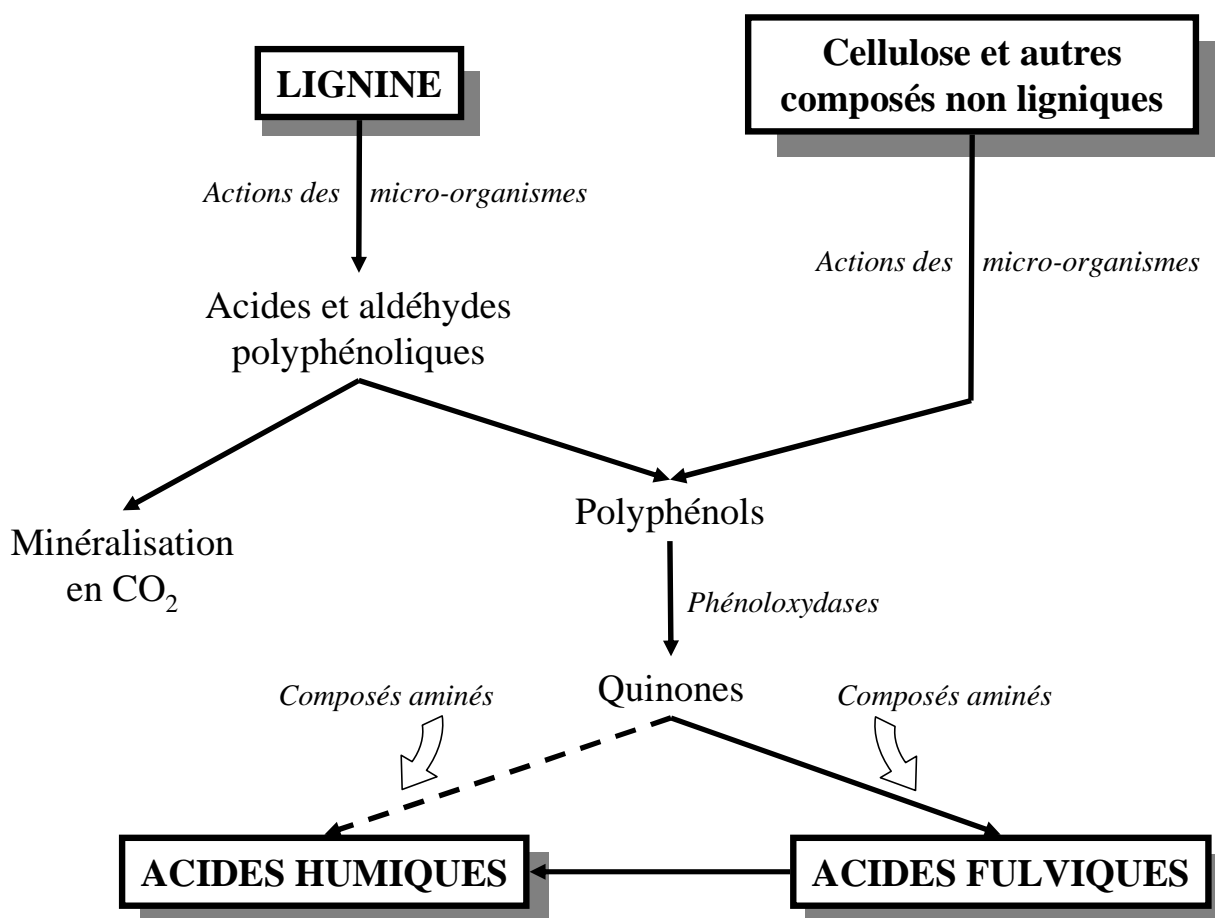 LIGNINE
Cellulose et autres
composés non ligniques
Actions des micro-organismes
Actions des micro-organismes
Acides et aldéhydes
polyphénoliques
Minéralisation
en CO₂
Polyphénols
Phénoloxydases
Quinones
Composés aminés
Composés aminés
ACIDES HUMIQUES
ACIDES FULVIQUES